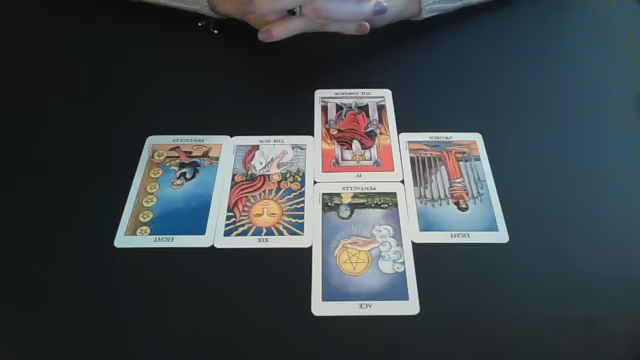 THE EMPEROR
IV
PENTACLES
EIGHT
THE SUN
XIX
SWORDS
EIGHT
PENTACLES
ACE